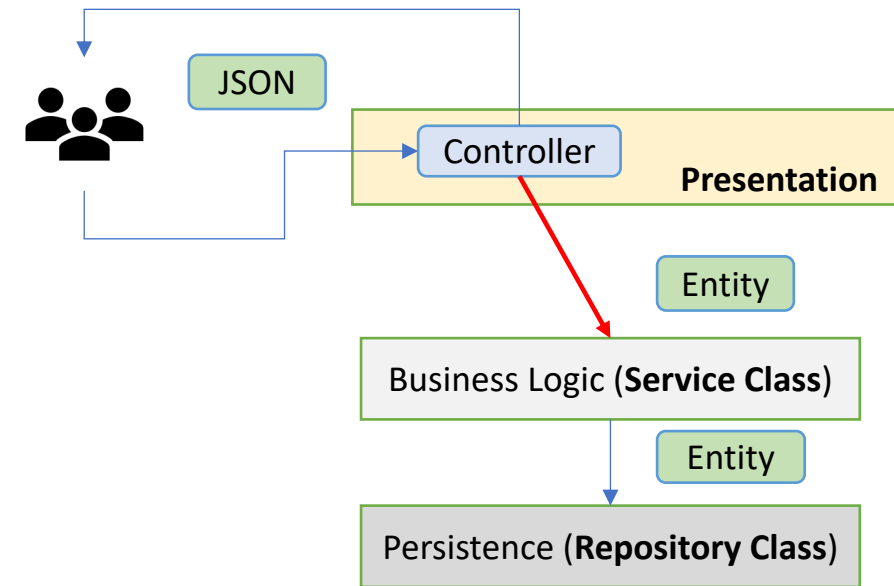 JSON
Controller
Presentation
Entity
Business Logic (Service Class)
Entity
Persistence (Repository Class)